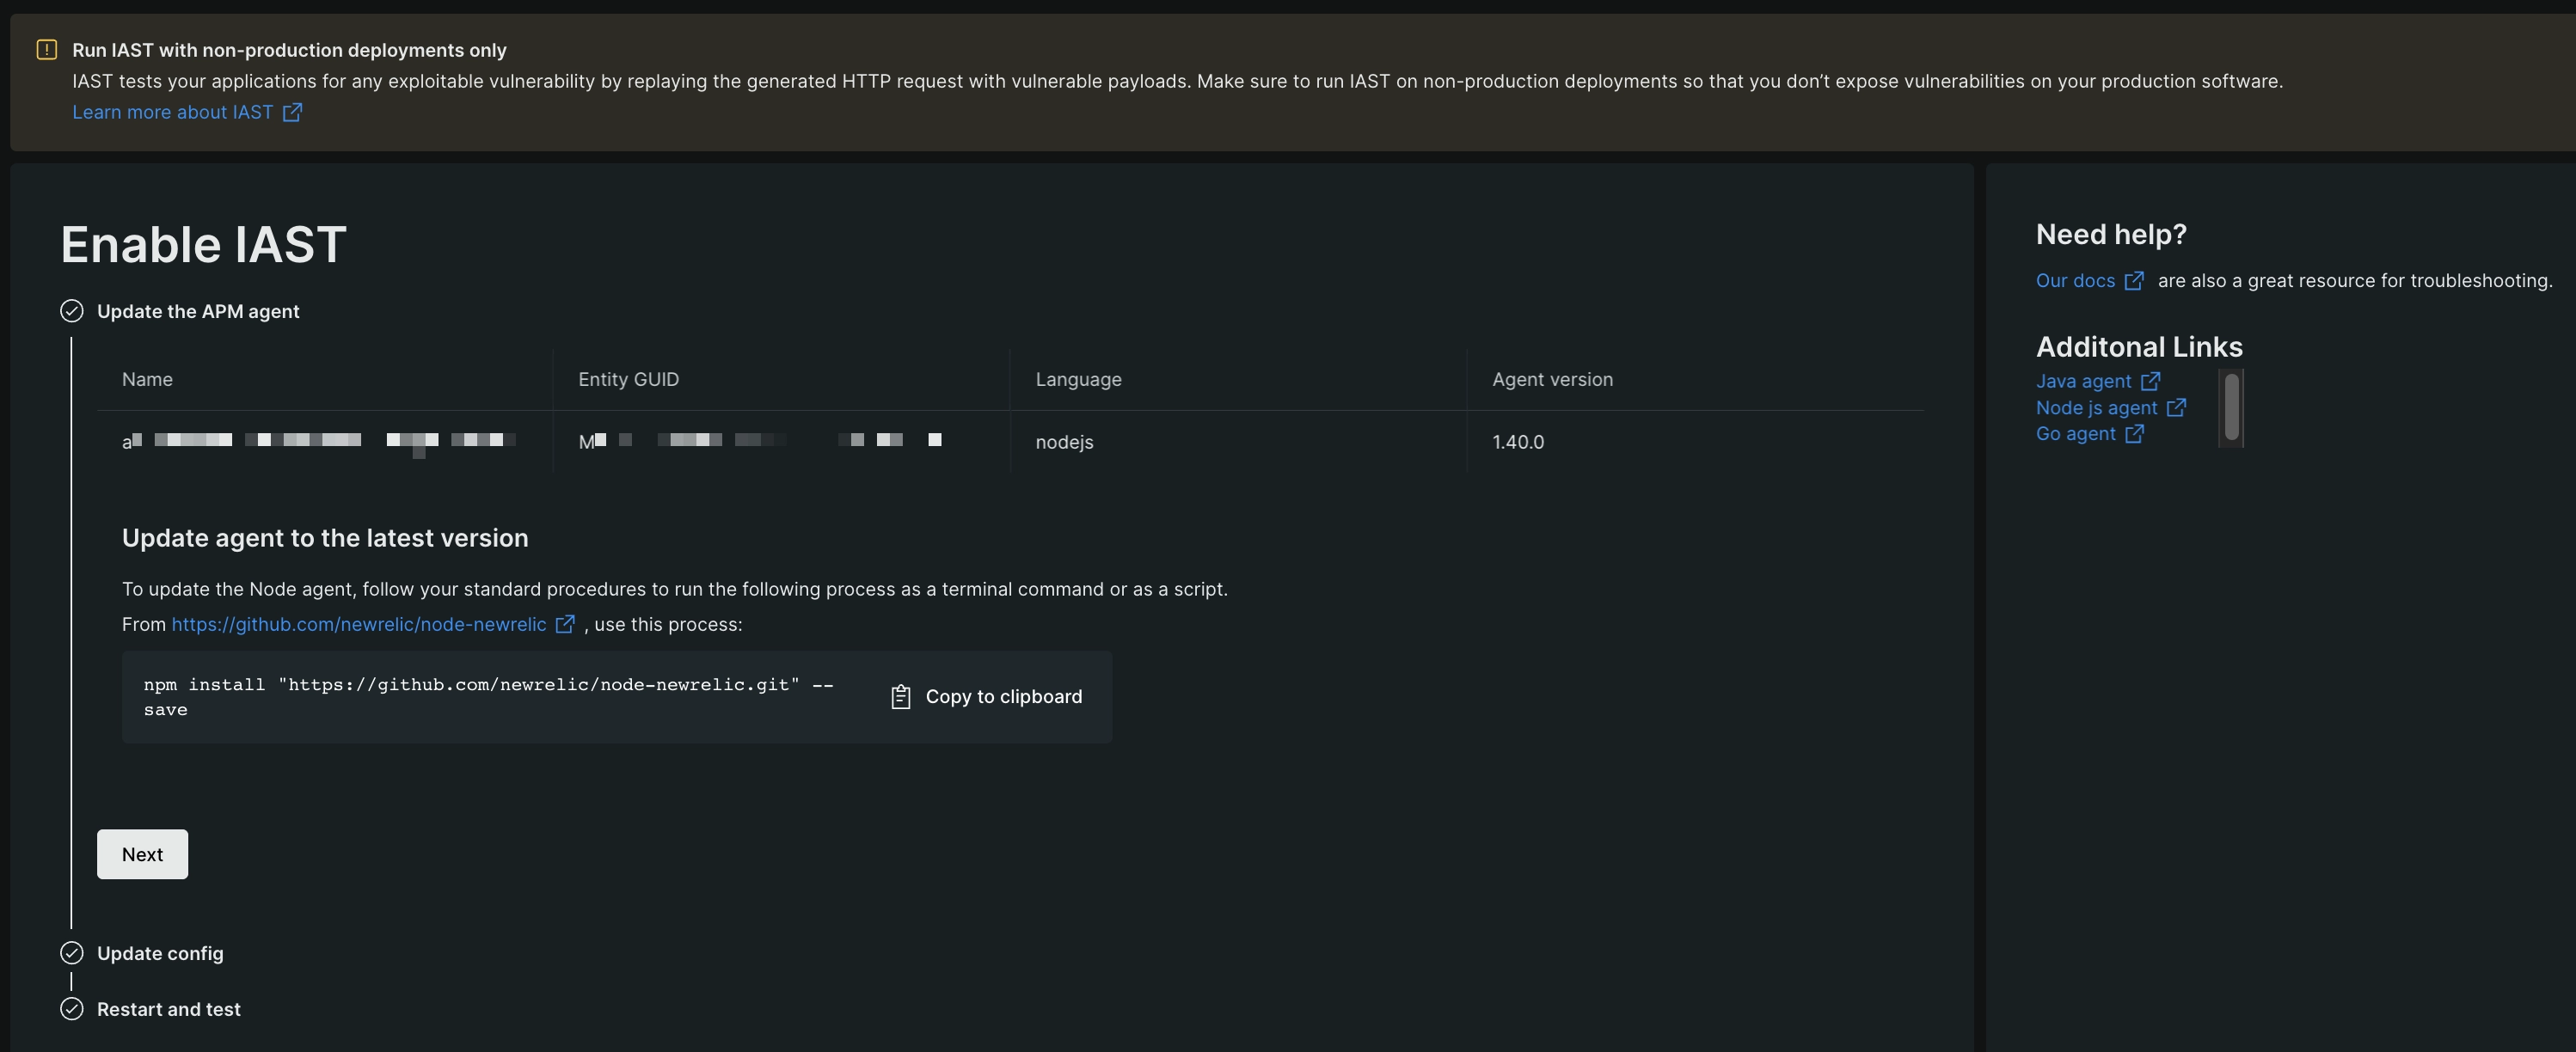 Run IAST with non-production deployments only
IAST tests your applications for any exploitable vulnerability by replaying the generated HTTP request with vulnerable payloads. Make sure to run IAST on non-production deployments so that you don’t expose vulnerabilities on your production software.
Learn more about IAST
Enable IAST
Update the APM agent
Name Entity GUID Language Agent version
nodejs 1.40.0
Update agent to the latest version
To update the Node agent, follow your standard procedures to run the following process as a terminal command or as a script.
From https://github.com/newrelic/node-newrelic , use this process:
npm install "https://github.com/newrelic/node-newrelic.git" --
save
Copy to clipboard
Next
Update config
Restart and test
Need help?
Our docs are also a great resource for troubleshooting.
Additonal Links
Java agent
Node js agent
Go agent